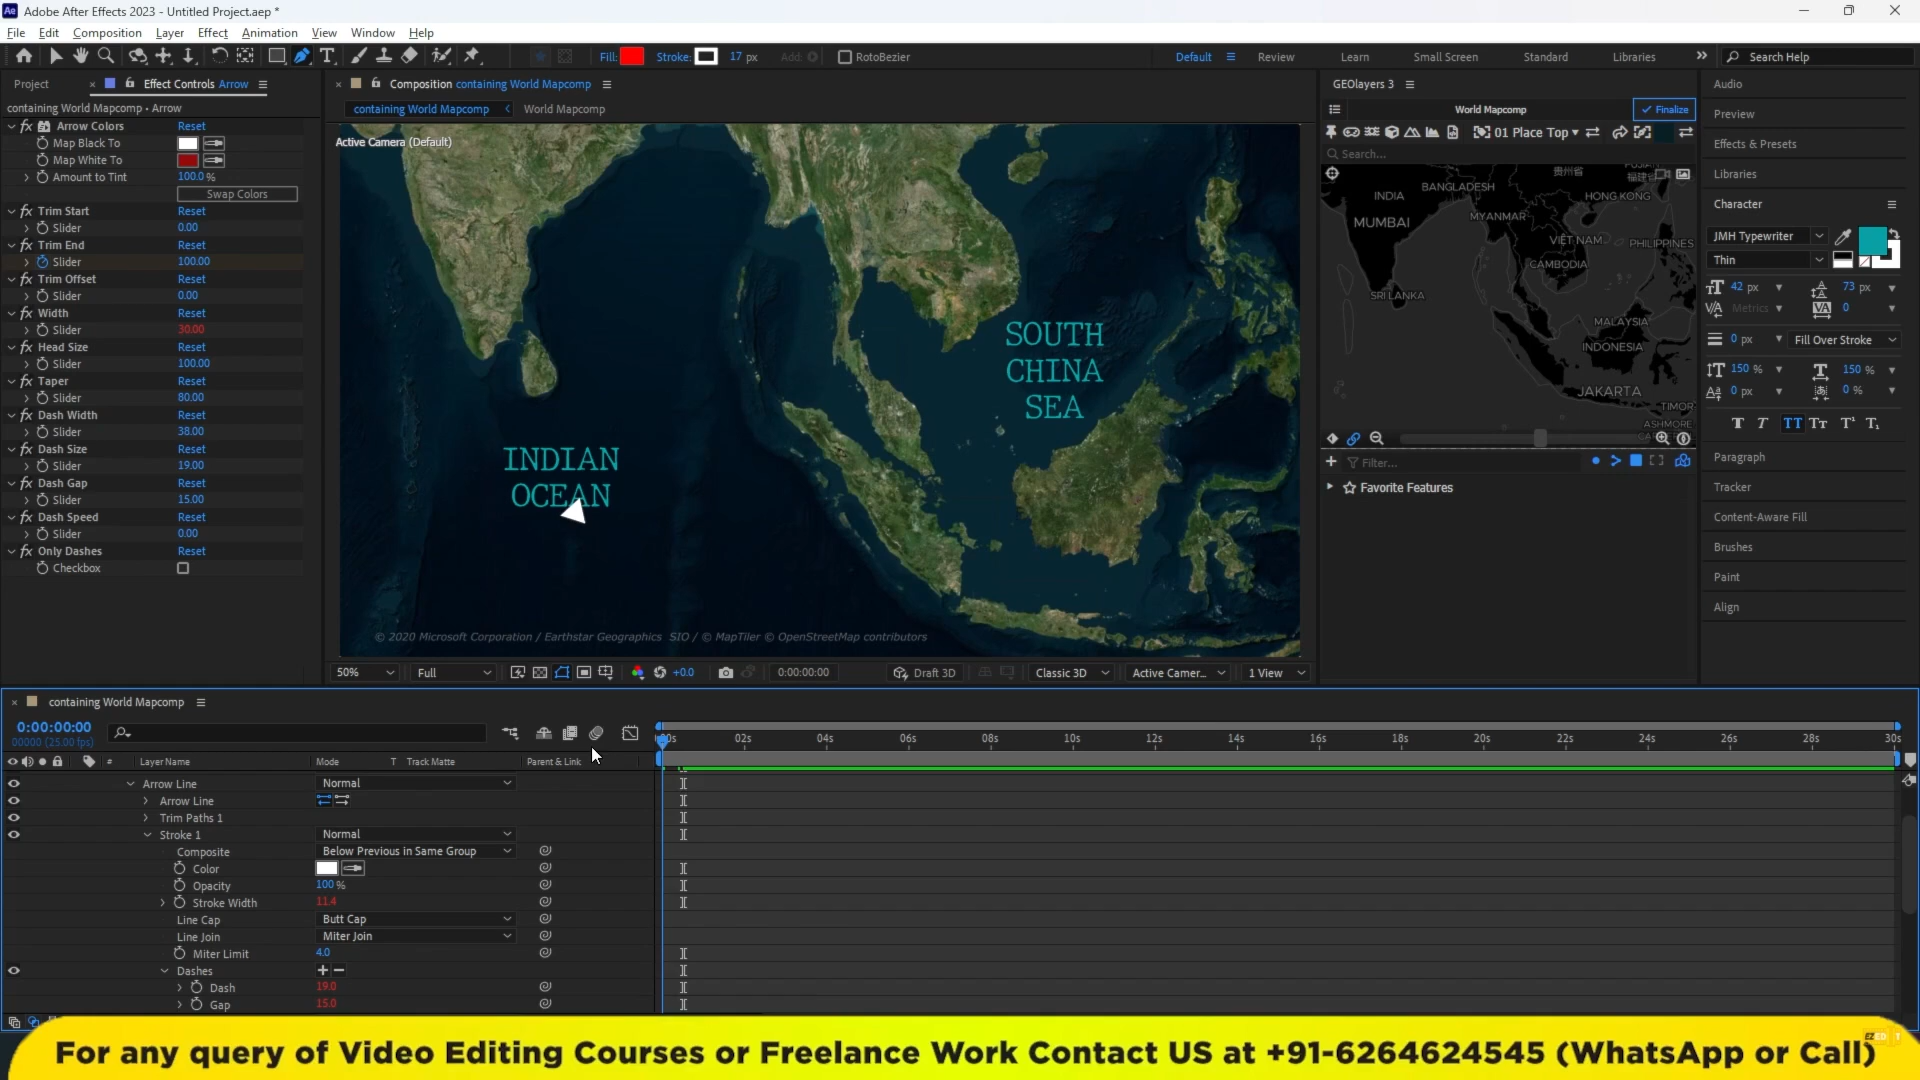 Adobe After Effects 2023 - Untitled Project.aep *
File Edit Composition Layer Effect Animation View Window Help
Fill: Stroke: 17 px Add: RotoBezier Default Review Learn Small Screen Standard Libraries Search Help
Project Effect Controls Arrow
containing World Mapcomp • Arrow
Arrow Colors Reset
Map Black To
Map White To
Amount to Tint 100.0 %
Swap Colors
Trim Start Reset
Slider 0.00
Trim End Reset
Slider 100.00
Trim Offset Reset
Slider 0.00
Width Reset
Slider 30.00
Head Size Reset
Slider 100.00
Taper Reset
Slider 80.00
Dash Width Reset
Slider 38.00
Dash Size Reset
Slider 19.00
Dash Gap Reset
Slider 15.00
Dash Speed Reset
Slider 0.00
Only Dashes Reset
Checkbox
Composition containing World Mapcomp
containing World Mapcomp World Mapcomp
Active Camera (Default)
SOUTH
CHINA
SEA
INDIAN
OCEAN
© 2020 Microsoft Corporation / Earthstar Geographics SIO / © MapTiler © OpenStreetMap contributors
50% Full +0.0 0:00:00:00 Draft 3D Classic 3D Active Camer... 1 View
GEOlayers 3
World Mapcomp Finalize
01 Place Top
Search...
貴州省
福建省
BANGLADESH
INDIA
HONG KONG
MUMBAI
MYANMAR
VIỆT NAM
PHILIPPINES
CAMBODIA
SRI LANKA
MALAYSIA
INDONESIA
JAKARTA
TIMOR
ASHMORE
Filter...
Favorite Features
Audio
Preview
Effects & Presets
Libraries
Character
JMH Typewriter
Thin
42 px 73 px
Metrics 0
0 px Fill Over Stroke
150 % 150 %
0 px 0 %
Paragraph
Tracker
Content-Aware Fill
Brushes
Paint
Align
containing World Mapcomp
0:00:00:00
00000 (25.00 fps)
:00s 02s 04s 06s 08s 10s 12s 14s 16s 18s 20s 22s 24s 26s 28s 30s
# Layer Name Mode T Track Matte Parent & Link
Arrow Line Normal
Arrow Line
Trim Paths 1
Stroke 1 Normal
Composite Below Previous in Same Group
Color
Opacity 100 %
Stroke Width 11.4
Line Cap Butt Cap
Line Join Miter Join
Miter Limit 4.0
Dashes
Dash 19.0
Gap 15.0
For any query of Video Editing Courses or Freelance Work Contact US at +91-6264624545 (WhatsApp or Call)